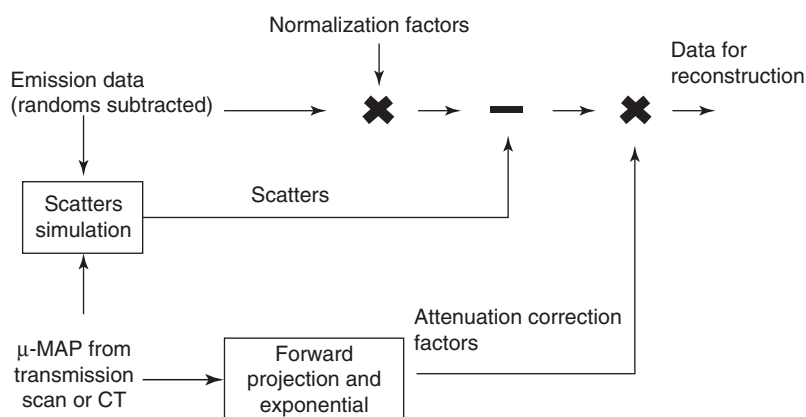 Normalization factors
Emission data
(randoms subtracted)
Data for
reconstruction
Scatters
simulation
Scatters
μ-MAP from
transmission
scan or CT
Forward
projection and
exponential
Attenuation correction
factors